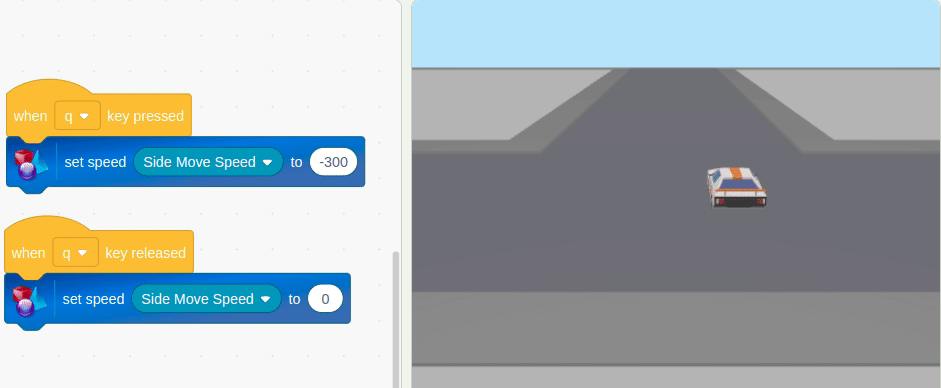 when q key pressed
set speed Side Move Speed to -300
when q key released
set speed Side Move Speed to 0